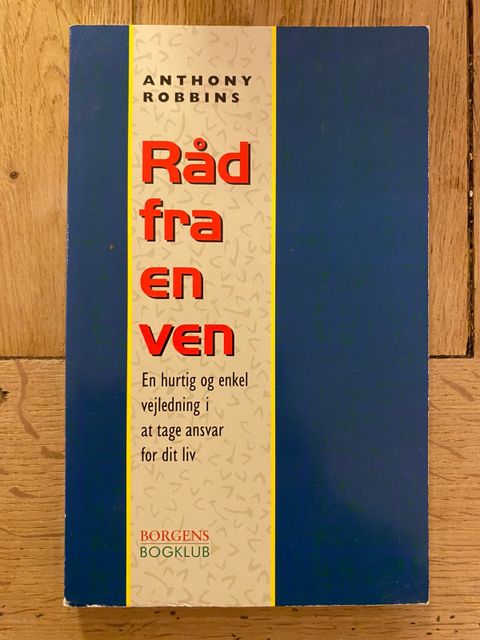 ANTHONY
ROBBINS
Råd
fra
en
ven
En hurtig og enkel
vejledning i
at tage ansvar
for dit liv
BORGENS
BOGKLUB